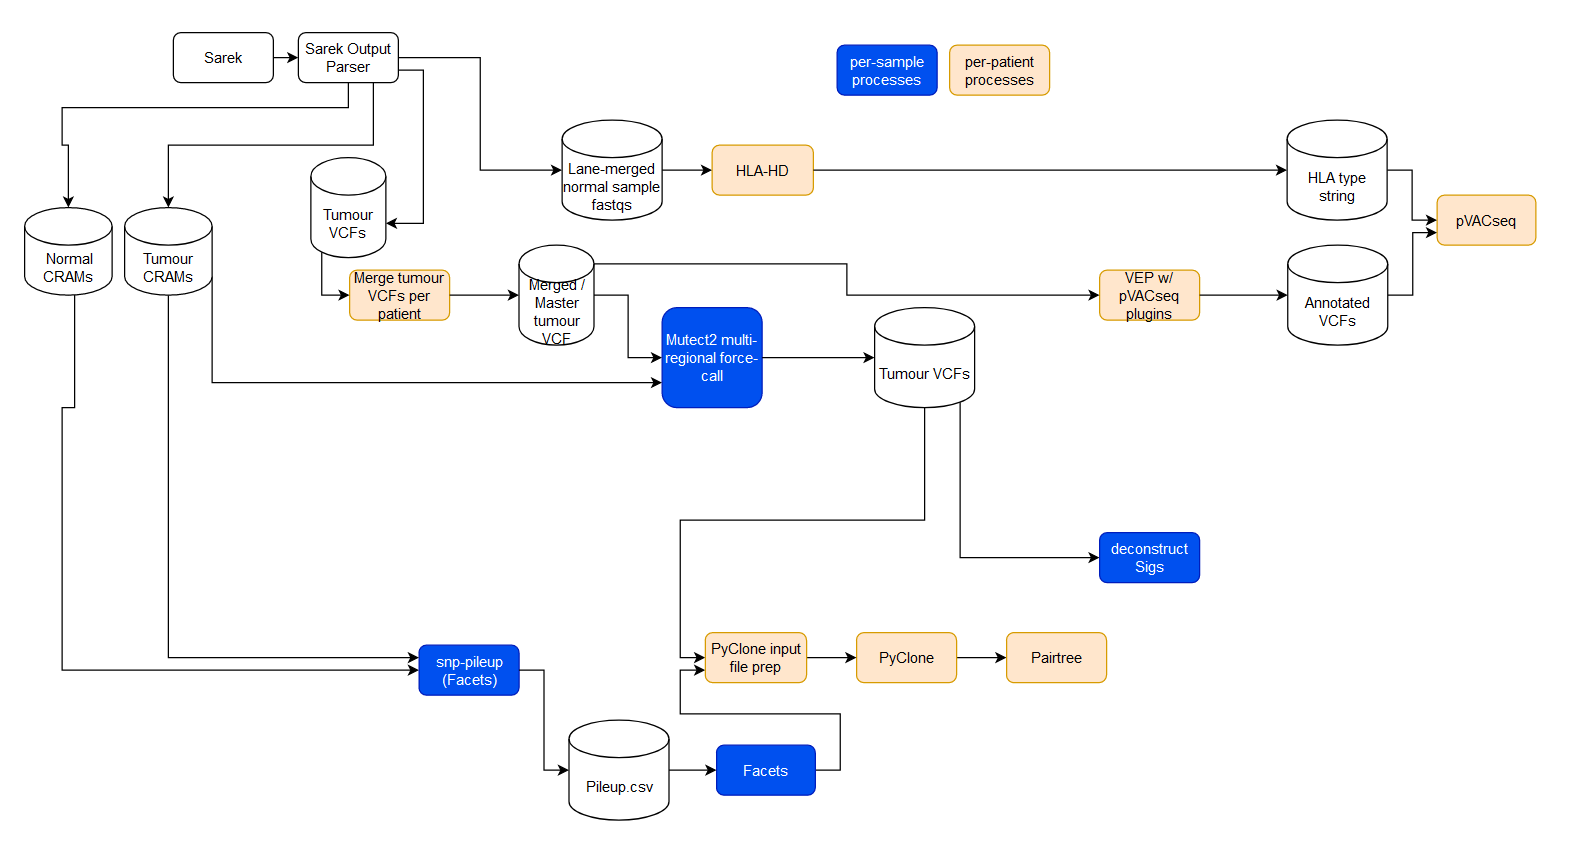 Sarek
Sarek Output
Parser
per-sample
processes
per-patient
processes
Lane-merged
normal sample
fastqs
HLA-HD
HLA type
string
pVACseq
Tumour
VCFs
Normal
CRAMs
Tumour
CRAMs
Merge tumour
VCFs per
patient
Merged /
Master
tumour
VCF
VEP w/
pVACseq
plugins
Annotated
VCFs
Mutect2 multi-
regional force-
call
Tumour VCFs
deconstruct
Sigs
snp-pileup
(Facets)
PyClone input
file prep
PyClone
Pairtree
Pileup.csv
Facets